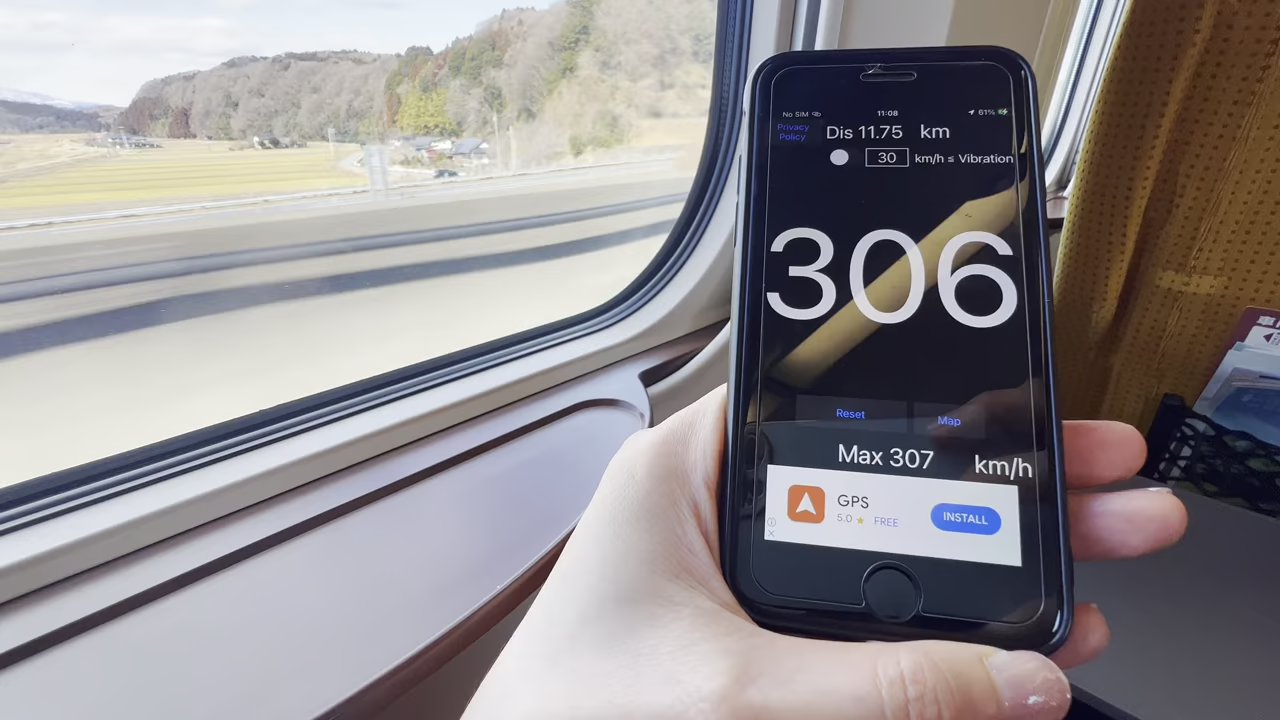 No SIM 11:08 61%
Privacy Policy
Dis 11.75 km
30 km/h ≤ Vibration
306
Reset Map
Max 307 km/h
GPS
5.0 ★ FREE
INSTALL